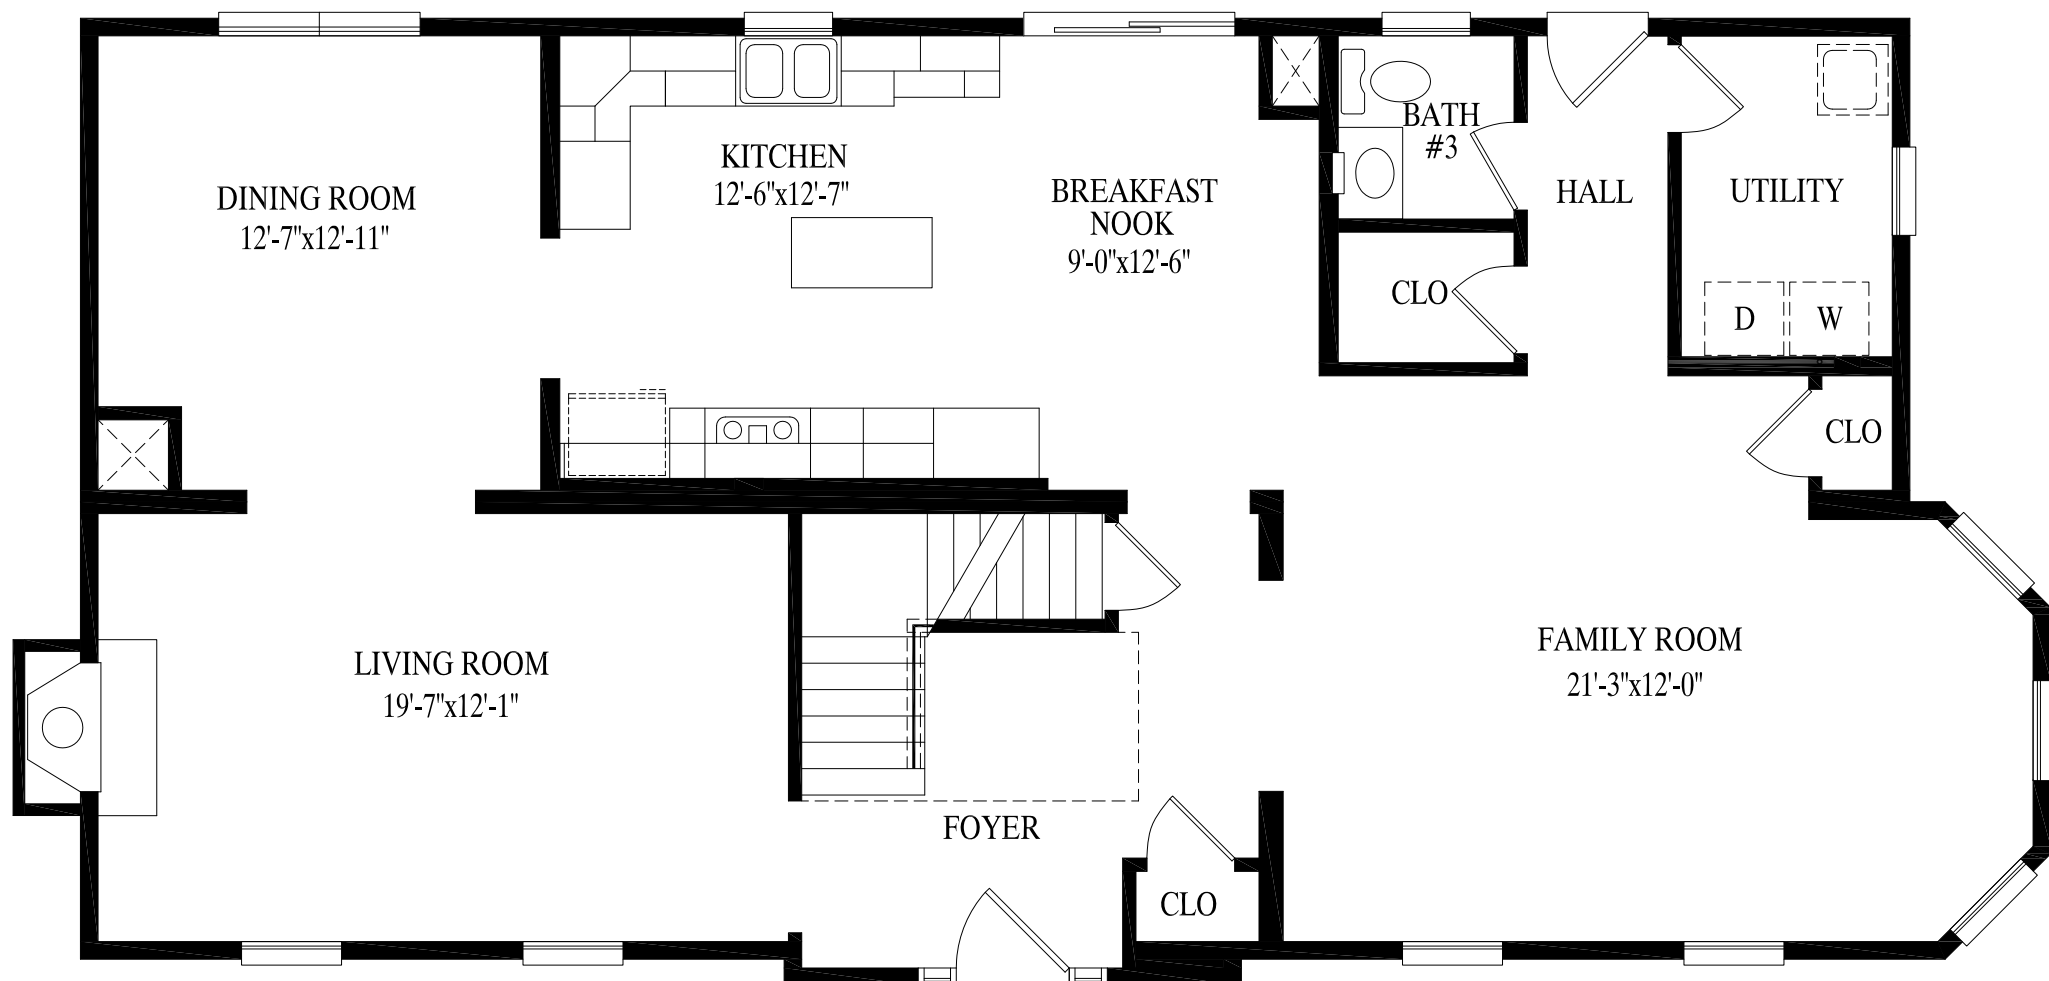 DINING ROOM
12'-7"x12'-11"
KITCHEN
12'-6"x12'-7"
BREAKFAST
NOOK
9'-0"x12'-6"
BATH
#3
HALL
UTILITY
CLO
D
W
CLO
LIVING ROOM
19'-7"x12'-1"
FAMILY ROOM
21'-3"x12'-0"
FOYER
CLO